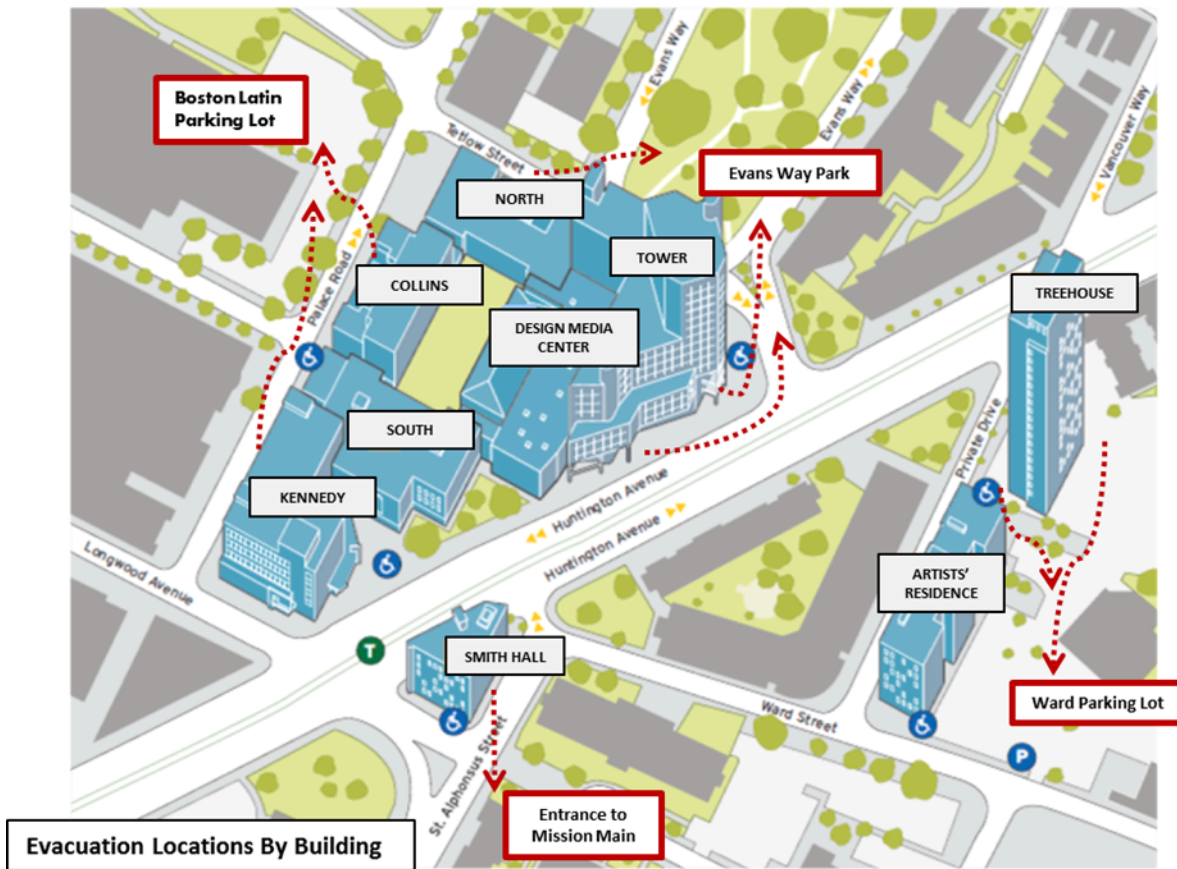 Boston Latin
Parking Lot
Evans Way
Tetlow Street
Evans Way
Vancouver Way
Evans Way Park
NORTH
TOWER
COLLINS
Palace Road
TREEHOUSE
DESIGN MEDIA
CENTER
SOUTH
Private Drive
KENNEDY
Huntington Avenue
Huntington Avenue
Longwood Avenue
ARTISTS'
RESIDENCE
T
SMITH HALL
Ward Street
Ward Parking Lot
P
St. Alphonsus Street
Entrance to
Mission Main
Evacuation Locations By Building